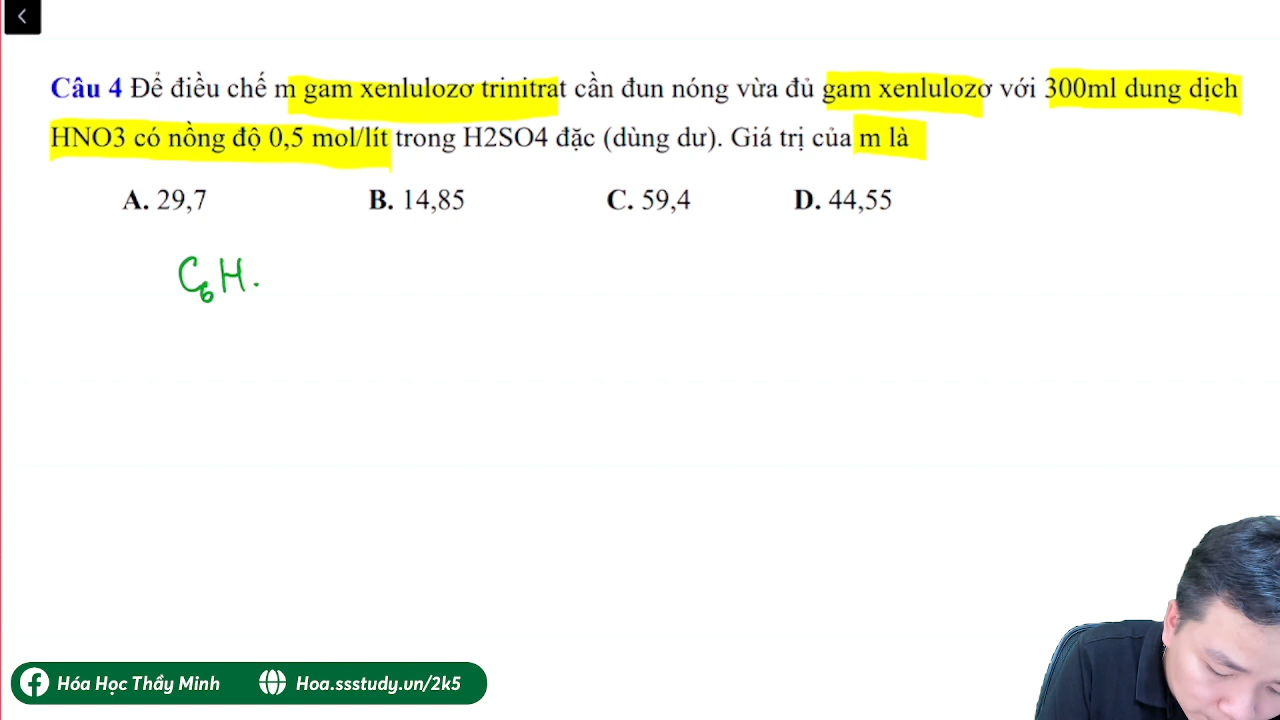 Câu 4 Để điều chế m gam xenlulozơ trinitrat cần đun nóng vừa đủ gam xenlulozơ với 300ml dung dịch
HNO3 có nồng độ 0,5 mol/lít trong H2SO4 đặc (dùng dư). Giá trị của m là
A. 29,7 B. 14,85 C. 59,4 D. 44,55
C6H.
Hóa Học Thầy Minh Hoa.ssstudy.vn/2k5